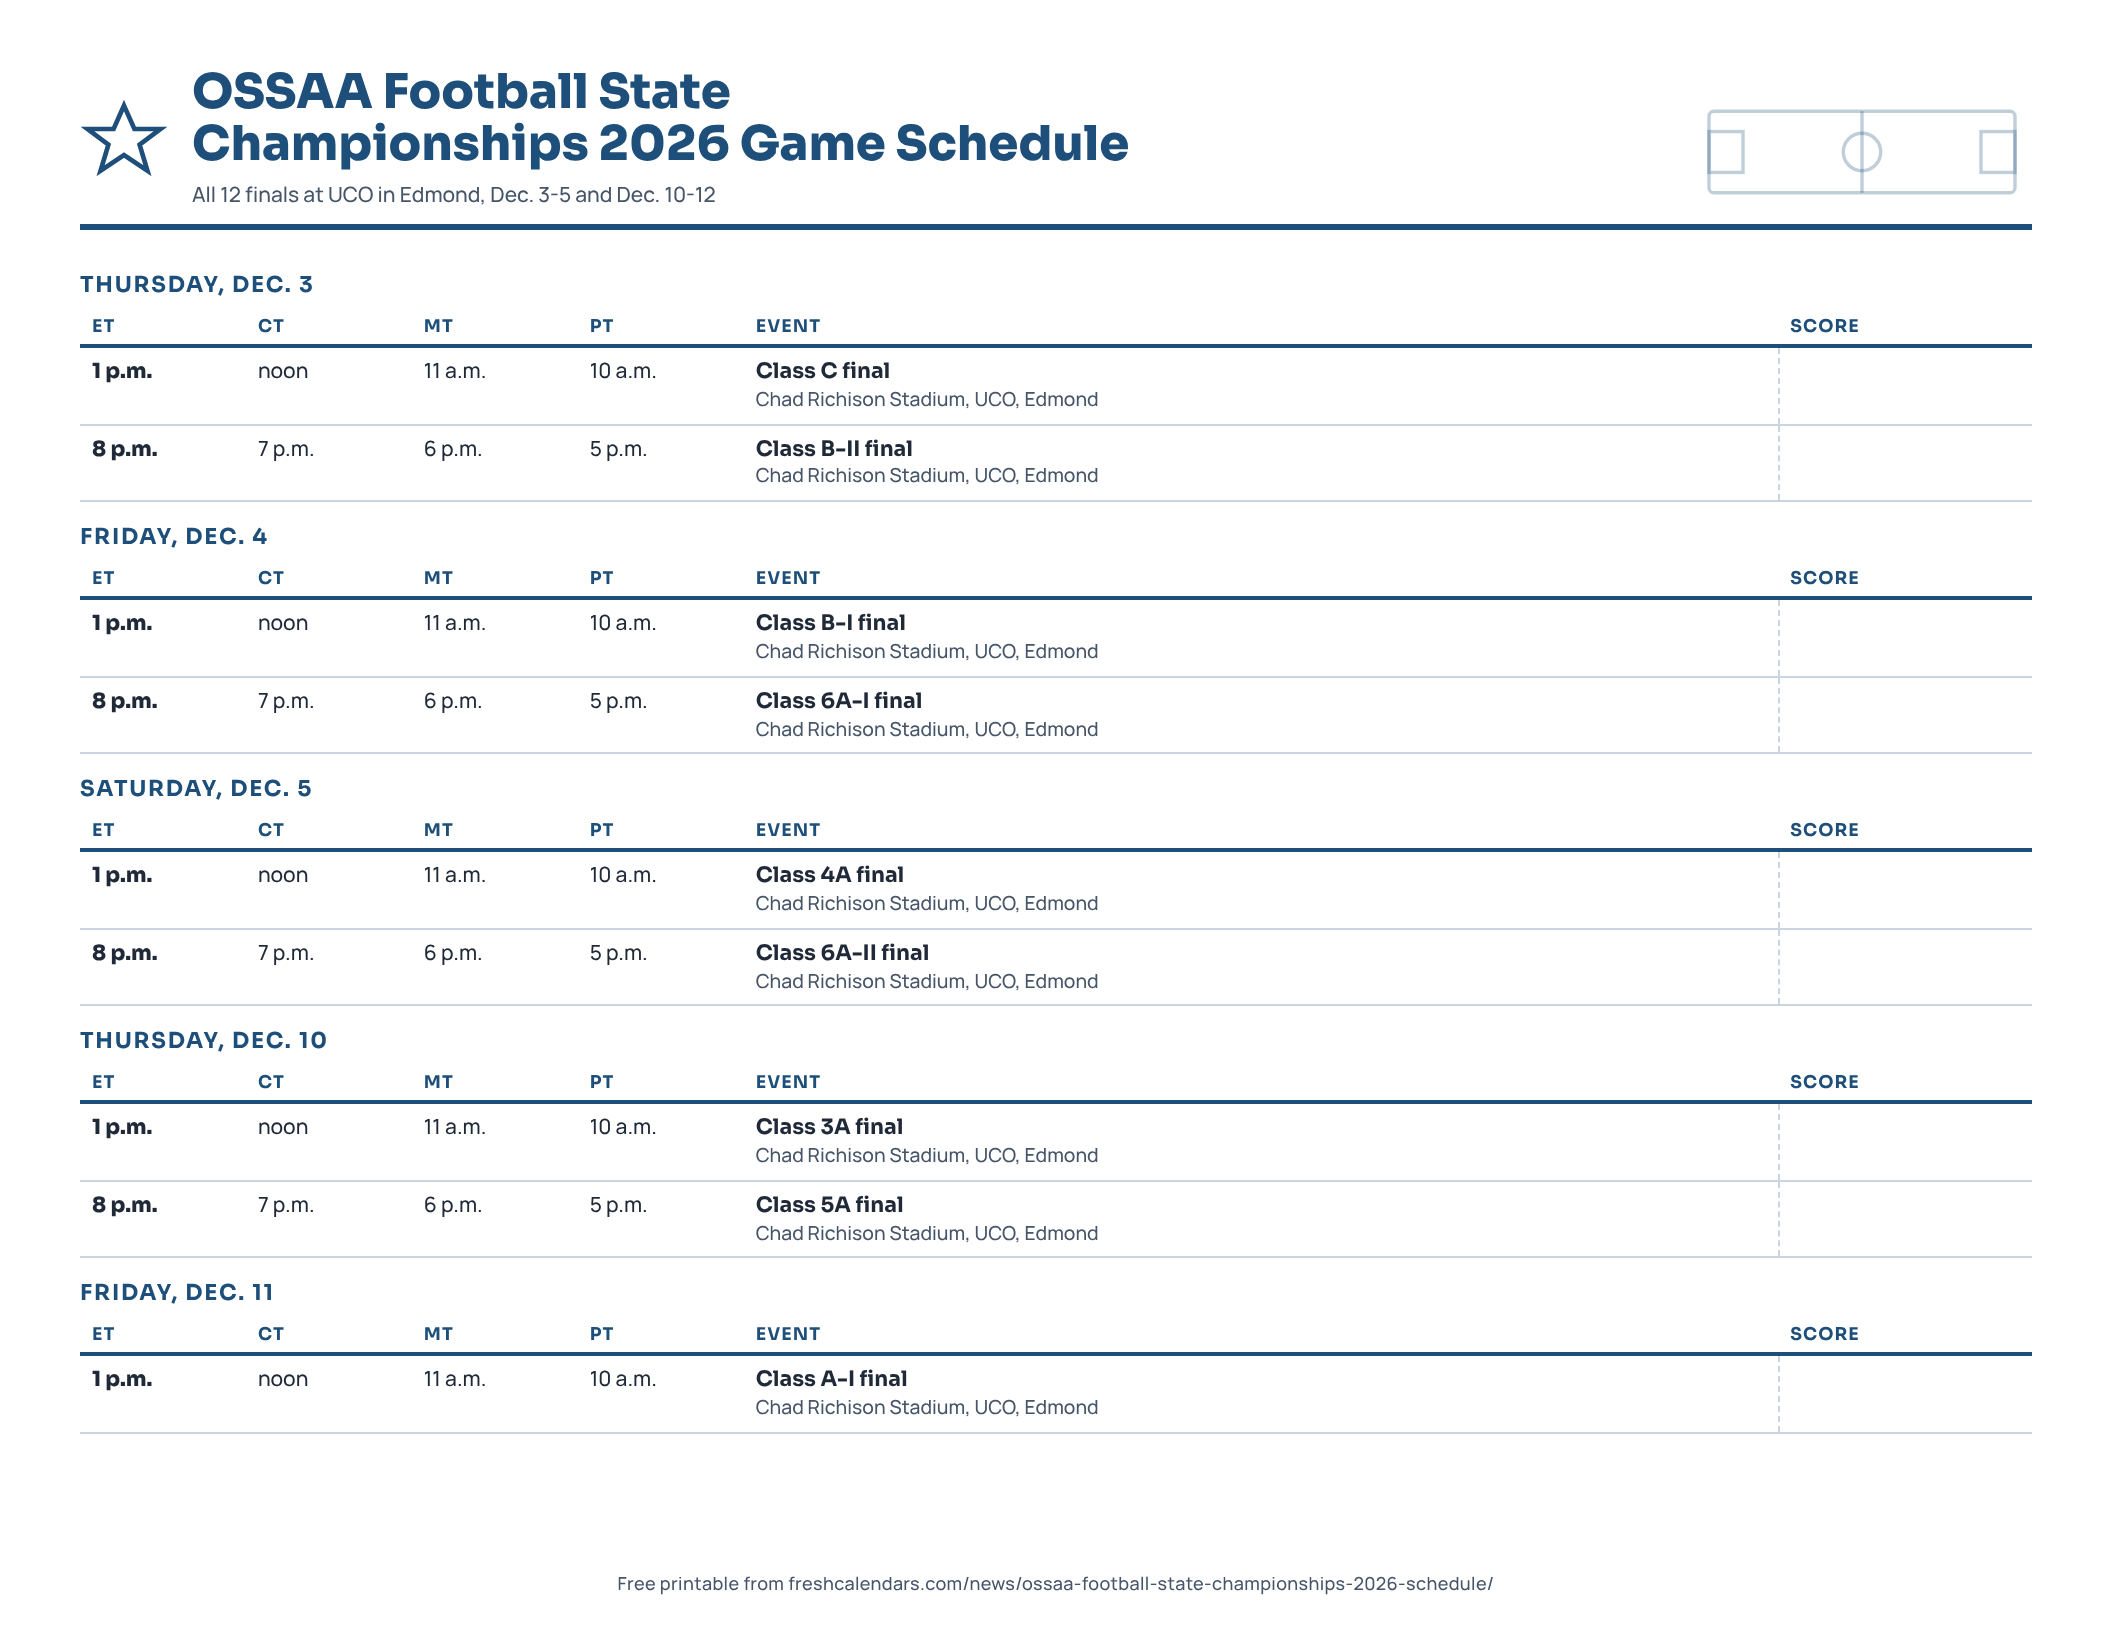 OSSAA Football State
Championships 2026 Game Schedule
All 12 finals at UCO in Edmond, Dec. 3-5 and Dec. 10-12
THURSDAY, DEC. 3
ET CT MT PT EVENT SCORE
1 p.m. noon 11 a.m. 10 a.m. Class C final
Chad Richison Stadium, UCO, Edmond
8 p.m. 7 p.m. 6 p.m. 5 p.m. Class B-II final
Chad Richison Stadium, UCO, Edmond
FRIDAY, DEC. 4
ET CT MT PT EVENT SCORE
1 p.m. noon 11 a.m. 10 a.m. Class B-I final
Chad Richison Stadium, UCO, Edmond
8 p.m. 7 p.m. 6 p.m. 5 p.m. Class 6A-I final
Chad Richison Stadium, UCO, Edmond
SATURDAY, DEC. 5
ET CT MT PT EVENT SCORE
1 p.m. noon 11 a.m. 10 a.m. Class 4A final
Chad Richison Stadium, UCO, Edmond
8 p.m. 7 p.m. 6 p.m. 5 p.m. Class 6A-II final
Chad Richison Stadium, UCO, Edmond
THURSDAY, DEC. 10
ET CT MT PT EVENT SCORE
1 p.m. noon 11 a.m. 10 a.m. Class 3A final
Chad Richison Stadium, UCO, Edmond
8 p.m. 7 p.m. 6 p.m. 5 p.m. Class 5A final
Chad Richison Stadium, UCO, Edmond
FRIDAY, DEC. 11
ET CT MT PT EVENT SCORE
1 p.m. noon 11 a.m. 10 a.m. Class A-I final
Chad Richison Stadium, UCO, Edmond
Free printable from freshcalendars.com/news/ossaa-football-state-championships-2026-schedule/